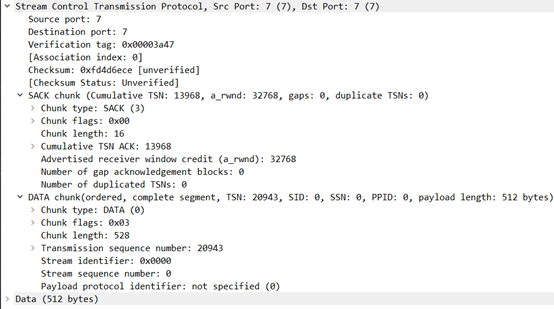 Stream Control Transmission Protocol, Src Port: 7 (7), Dst Port: 7 (7)
Source port: 7
Destination port: 7
Verification tag: 0x00003a47
[Association index: 0]
Checksum: 0xfd4d6ece [unverified]
[Checksum Status: Unverified]
SACK chunk (Cumulative TSN: 13968, a_rwnd: 32768, gaps: 0, duplicate TSNs: 0)
Chunk type: SACK (3)
Chunk flags: 0x00
Chunk length: 16
Cumulative TSN ACK: 13968
Advertised receiver window credit (a_rwnd): 32768
Number of gap acknowledgement blocks: 0
Number of duplicated TSNs: 0
DATA chunk(ordered, complete segment, TSN: 20943, SID: 0, SSN: 0, PPID: 0, payload length: 512 bytes)
Chunk type: DATA (0)
Chunk flags: 0x03
Chunk length: 528
Transmission sequence number: 20943
Stream identifier: 0x0000
Stream sequence number: 0
Payload protocol identifier: not specified (0)
Data (512 bytes)